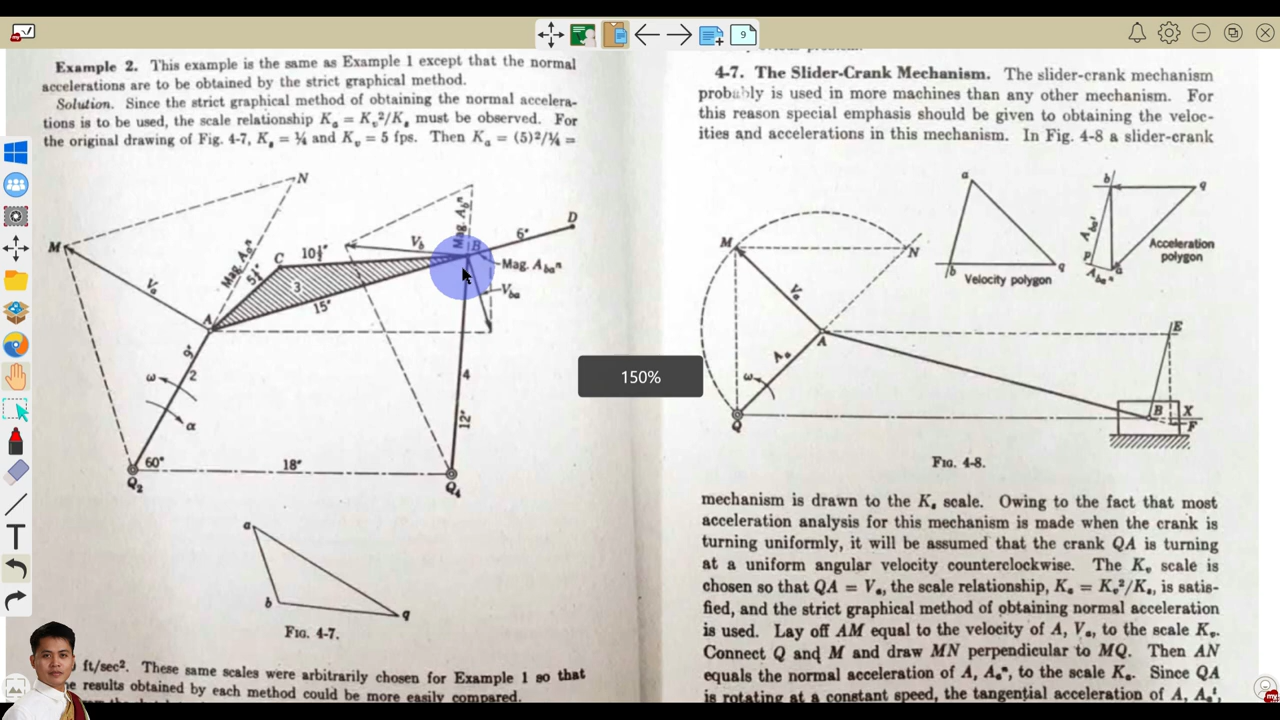 9
Example 2. This example is the same as Example 1 except that the normal
accelerations are to be obtained by the strict graphical method.
Solution. Since the strict graphical method of obtaining the normal accelera-
tions is to be used, the scale relationship Kₐ = Kᵥ²/Kₛ must be observed. For
the original drawing of Fig. 4-7, Kₛ = ¼ and Kᵥ = 5 fps. Then Kₐ = (5)²/¼ =
N
M
Mag. Aₐⁿ
C
10½"
5¼"
Vₐ
A
3
15"
V_b
Mag. A_bⁿ
B
6"
D
Mag. A_baⁿ
V_ba
9"
ω
2
α
4
12"
60°
18"
Q₂
Q₄
a
b
q
Fig. 4-7.
ft/sec². These same scales were arbitrarily chosen for Example 1 so that
results obtained by each method could be more easily compared.
4-7. The Slider-Crank Mechanism. The slider-crank mechanism
probably is used in more machines than any other mechanism. For
this reason special emphasis should be given to obtaining the veloc-
ities and accelerations in this mechanism. In Fig. 4-8 a slider-crank
a
b
q
Velocity polygon
b
q
A_baᵗ
P
a
A_baⁿ
Acceleration
polygon
M
N
Vₐ
A
Aₐ
ω
Q
E
B
X
F
Fig. 4-8.
150%
mechanism is drawn to the Kₛ scale. Owing to the fact that most
acceleration analysis for this mechanism is made when the crank is
turning uniformly, it will be assumed that the crank QA is turning
at a uniform angular velocity counterclockwise. The Kᵥ scale is
chosen so that QA = Vₐ, the scale relationship, Kₐ = Kᵥ²/Kₛ, is satis-
fied, and the strict graphical method of obtaining normal acceleration
is used. Lay off AM equal to the velocity of A, Vₐ, to the scale Kᵥ.
Connect Q and M and draw MN perpendicular to MQ. Then AN
equals the normal acceleration of A, Aₐⁿ, to the scale Kₐ. Since QA
is rotating at a constant speed, the tangential acceleration of A, Aₐᵗ,